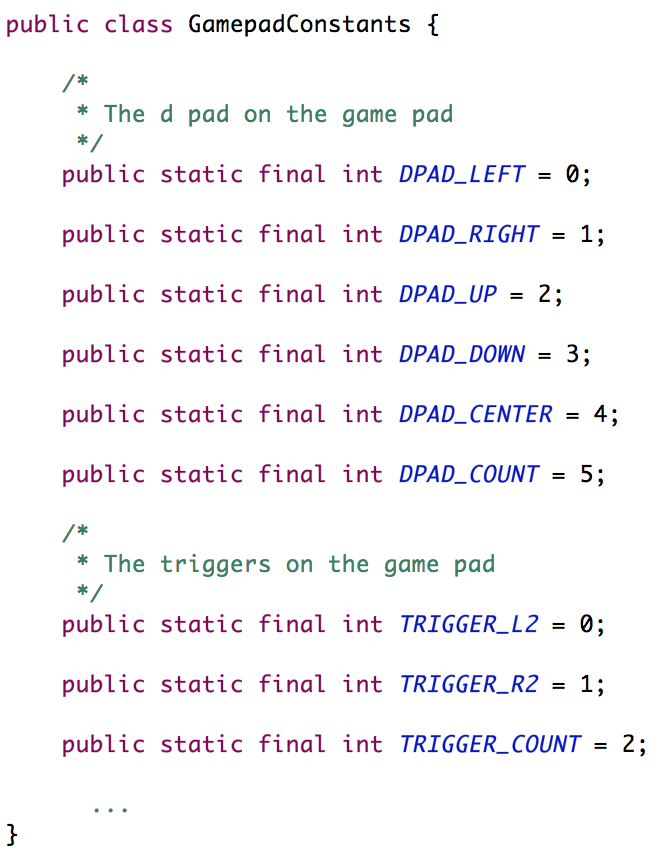 public class GamepadConstants {
/*
* The d pad on the game pad
*/
public static final int DPAD_LEFT = 0;
public static final int DPAD_RIGHT = 1;
public static final int DPAD_UP = 2;
public static final int DPAD_DOWN = 3;
public static final int DPAD_CENTER = 4;
public static final int DPAD_COUNT = 5;
/*
* The triggers on the game pad
*/
public static final int TRIGGER_L2 = 0;
public static final int TRIGGER_R2 = 1;
public static final int TRIGGER_COUNT = 2;
...
}